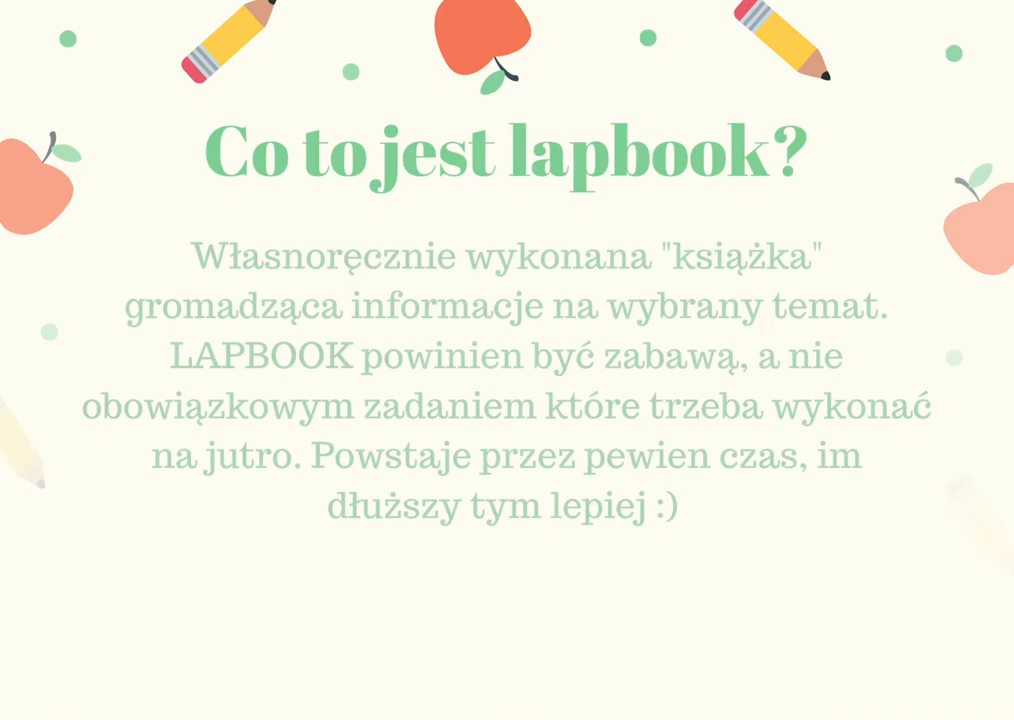 Co to jest lapbook?
Własnoręcznie wykonana "książka"
gromadząca informacje na wybrany temat.
LAPBOOK powinien być zabawą, a nie
obowiązkowym zadaniem które trzeba wykonać
na jutro. Powstaje przez pewien czas, im
dłuższy tym lepiej :)